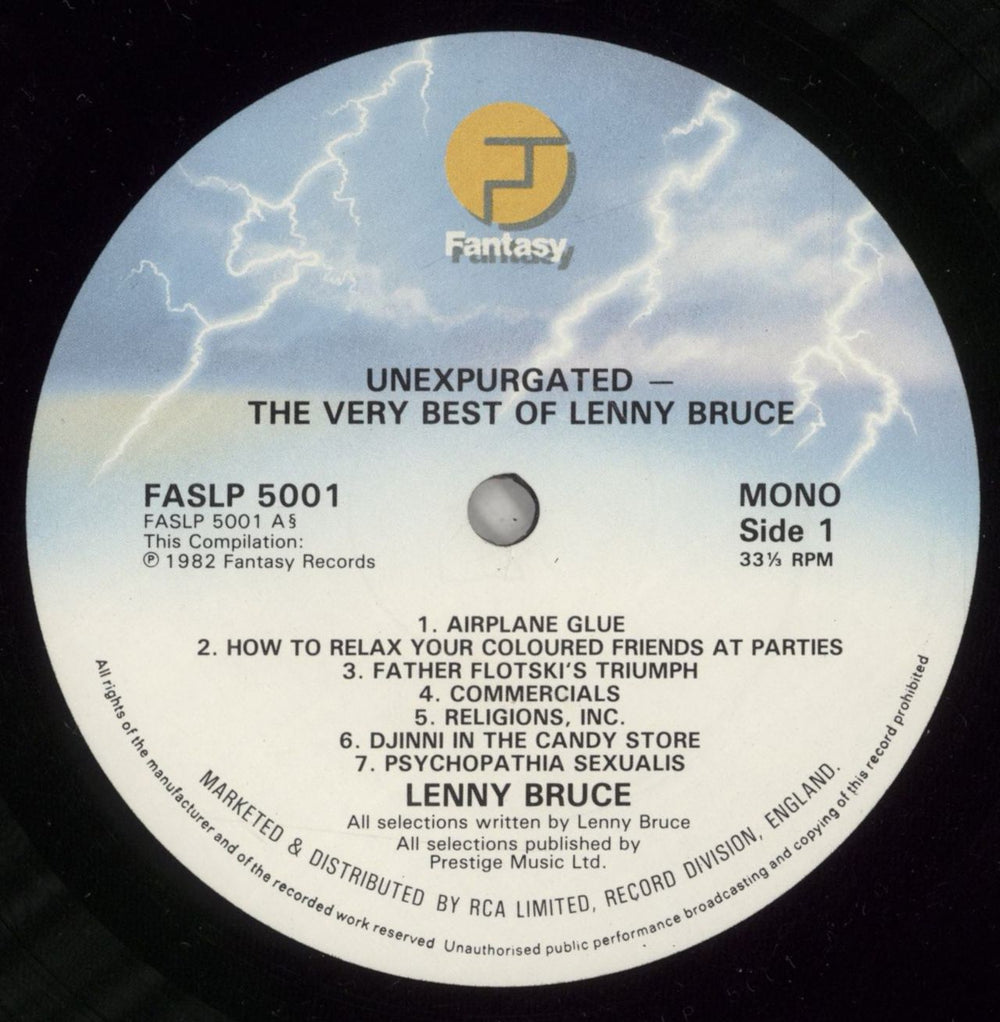 Fantasy
UNEXPURGATED —
THE VERY BEST OF LENNY BRUCE
FASLP 5001
FASLP 5001 A§
This Compilation:
℗ 1982 Fantasy Records
MONO
Side 1
33⅓ RPM
1. AIRPLANE GLUE
2. HOW TO RELAX YOUR COLOURED FRIENDS AT PARTIES
3. FATHER FLOTSKI'S TRIUMPH
4. COMMERCIALS
5. RELIGIONS, INC.
6. DJINNI IN THE CANDY STORE
7. PSYCHOPATHIA SEXUALIS
LENNY BRUCE
All selections written by Lenny Bruce
All selections published by
Prestige Music Ltd.
MARKETED & DISTRIBUTED BY RCA LIMITED, RECORD DIVISION, ENGLAND.
All rights of the manufacturer and of the recorded work reserved Unauthorised public performance broadcasting and copying of this record prohibited